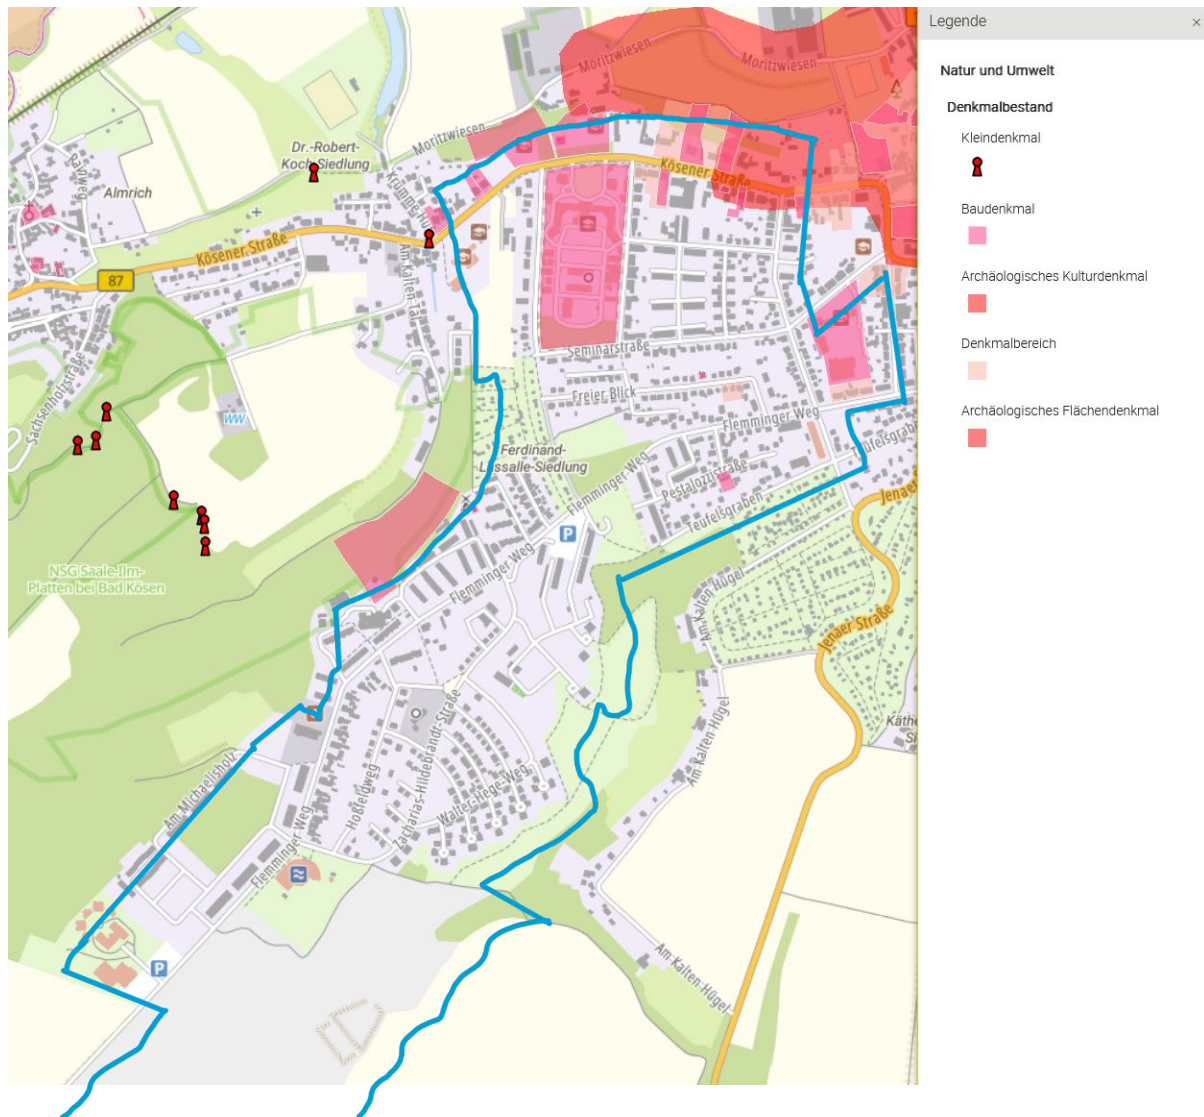 Legende ×
Natur und Umwelt
Denkmalbestand
Kleindenkmal
Baudenkmal
Archäologisches Kulturdenkmal
Denkmalbereich
Archäologisches Flächendenkmal
Moritzwiesen
Moritzwiesen
Moritzwiesen
Dr.-Robert-
Koch-Siedlung
Almrich
Kösener Straße
Kösener Straße
87
Am Kalten Tal
Sachsenholzstraße
WW
Seminarstraße
Freier Blick
Flemminger Weg
Ferdinand-
Lassalle-Siedlung
Flemminger Weg
Pestalozzistraße
Teufelsgraben
Teufelsgrab
Jenaer
P
NSG Saale-Ilm-
Platten bei Bad Kösen
Flemminger Weg
Am Kalten Hügel
Jenaer Straße
Zacharias-Hildebrandt-Straße
Am Kalten-Hügel
Käthe
Am Michaelisholz
Hoßfeldweg
Walter-Hege-Weg
Flemminger Weg
Am-Kalten-Hügel
P